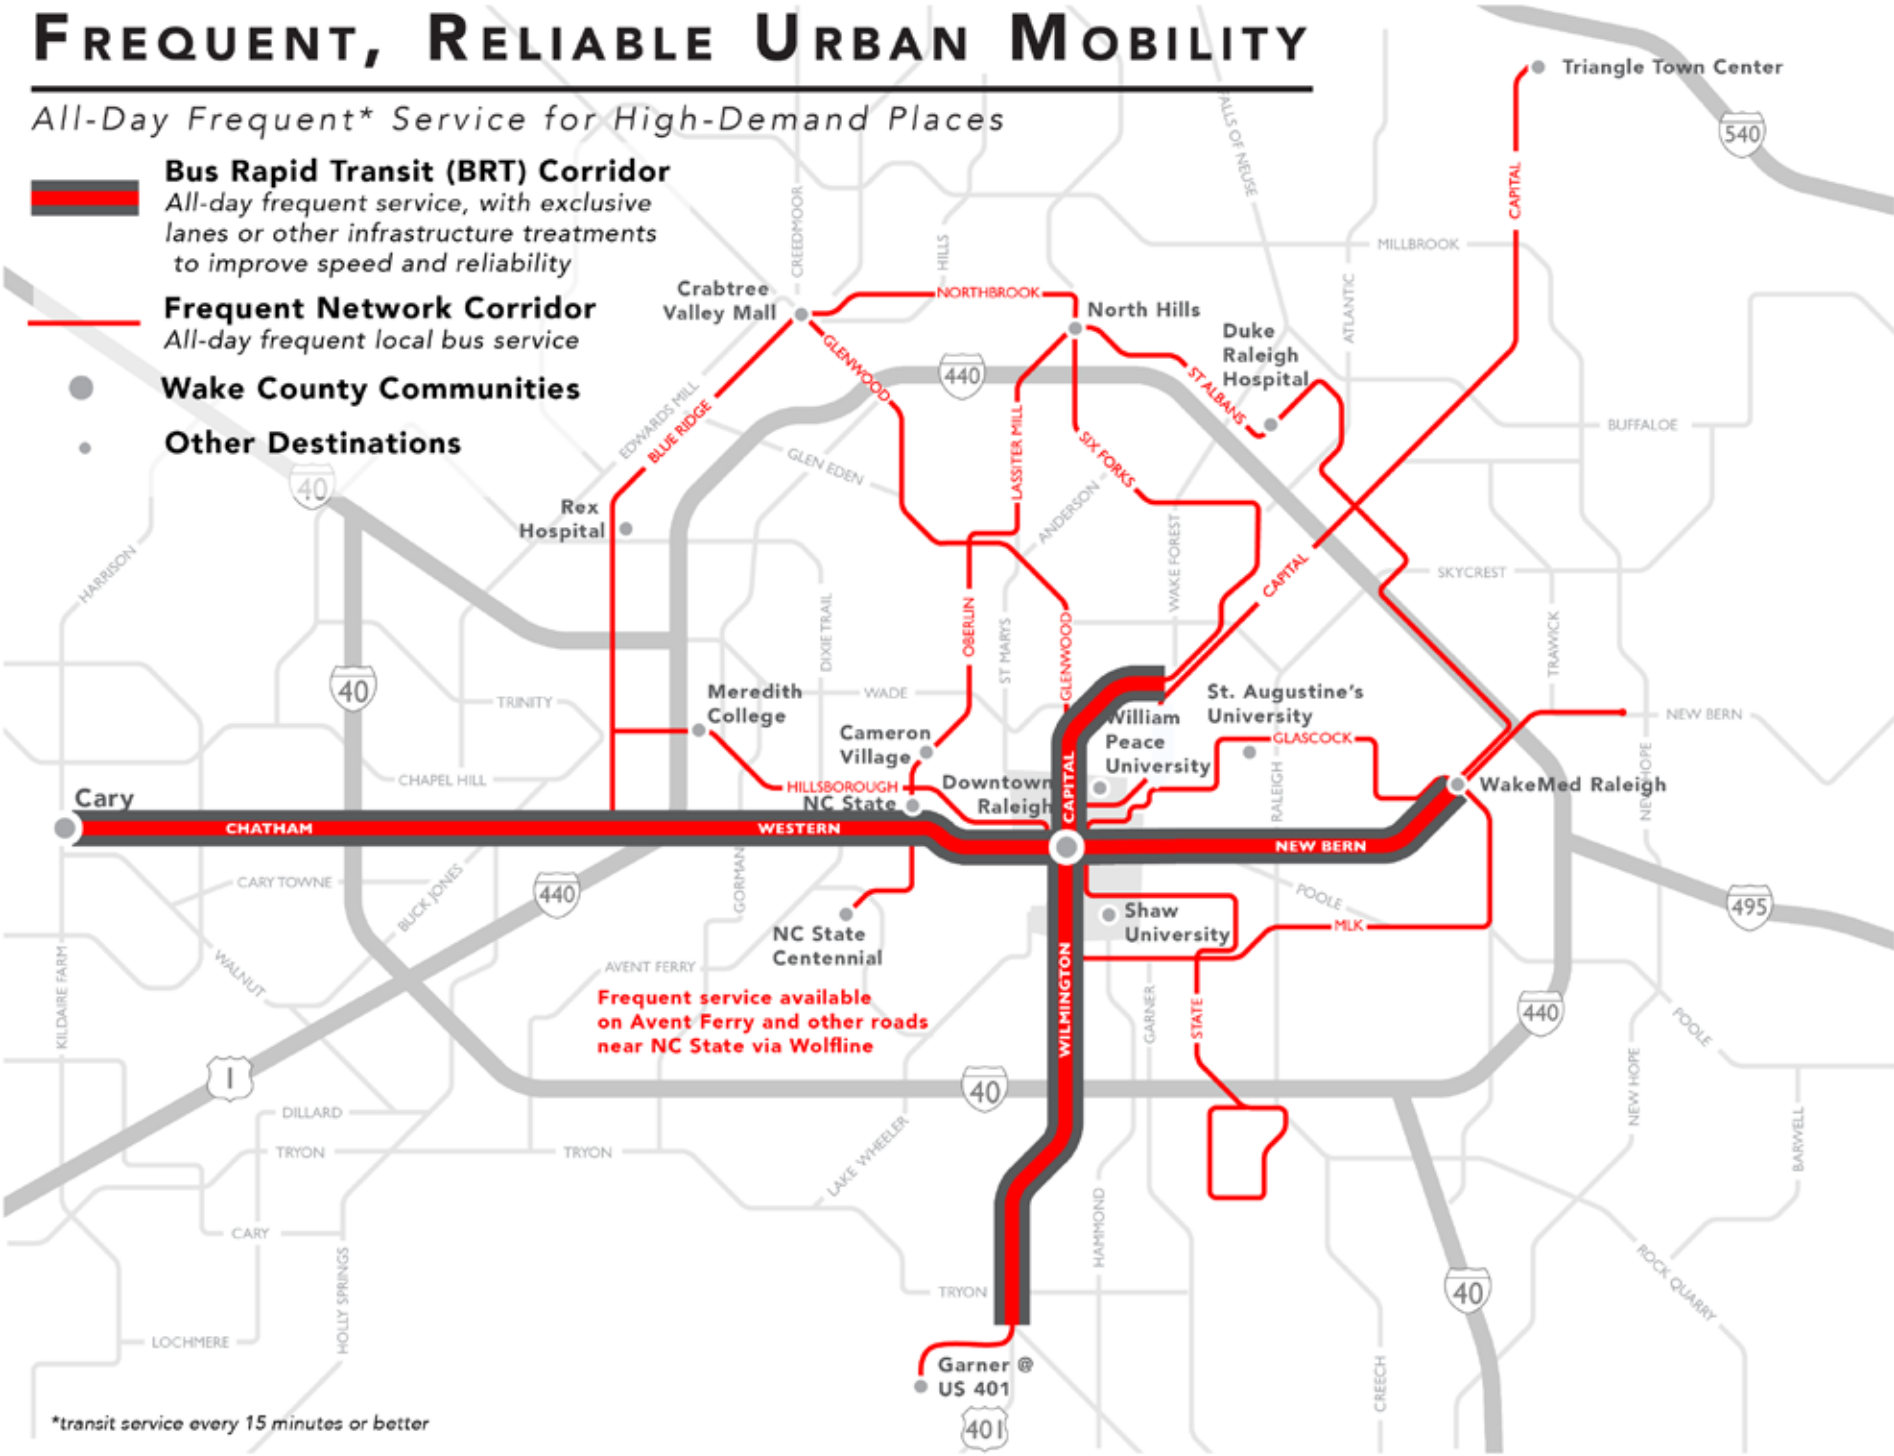 FREQUENT, RELIABLE URBAN MOBILITY
All-Day Frequent* Service for High-Demand Places
Bus Rapid Transit (BRT) Corridor
All-day frequent service, with exclusive
lanes or other infrastructure treatments
to improve speed and reliability
Frequent Network Corridor
All-day frequent local bus service
Wake County Communities
Other Destinations
Triangle Town Center
540
FALLS OF NEUSE
CAPITAL
CREEDMOOR
HILLS
MILLBROOK
ATLANTIC
Crabtree
Valley Mall
NORTHBROOK
North Hills
Duke
Raleigh
Hospital
GLENWOOD
440
ST ALBANS
EDWARDS MILL
BLUE RIDGE
LASSITER MILL
SIX FORKS
BUFFALOE
GLEN EDEN
40
ANDERSON
Rex
Hospital
WAKE FOREST
HARRISON
CAPITAL
SKYCREST
DIXIE TRAIL
OBERLIN
ST MARYS
GLENWOOD
TRAWICK
40
TRINITY
Meredith
College
WADE
St. Augustine's
University
NEW BERN
William
Peace
University
Cameron
Village
GLASCOCK
NEW HOPE
CHAPEL HILL
HILLSBOROUGH
Downtown
Raleigh
CAPITAL
RALEIGH
WakeMed Raleigh
Cary
NC State
CHATHAM
WESTERN
NEW BERN
CARY TOWNE
BUCK JONES
440
GORMAN
POOLE
495
Shaw
University
MLK
NC State
Centennial
KILDAIRE FARM
WALNUT
AVENT FERRY
WILMINGTON
GARNER
STATE
440
POOLE
Frequent service available
on Avent Ferry and other roads
near NC State via Wolfline
1
40
NEW HOPE
DILLARD
TRYON
TRYON
LAKE WHEELER
BARWELL
CARY
HOLLY SPRINGS
HAMMOND
ROCK QUARRY
TRYON
40
LOCHMERE
CREECH
Garner @
US 401
401
*transit service every 15 minutes or better